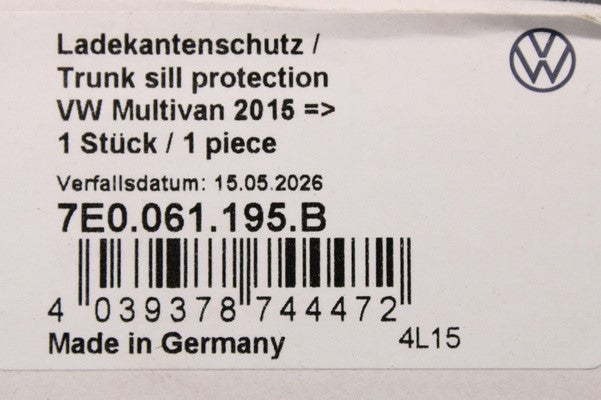 Ladekantenschutz /
Trunk sill protection
VW Multivan 2015 =>
1 Stück / 1 piece
Verfallsdatum: 15.05.2026
7E0.061.195.B
4 039378 744472
Made in Germany 4L15